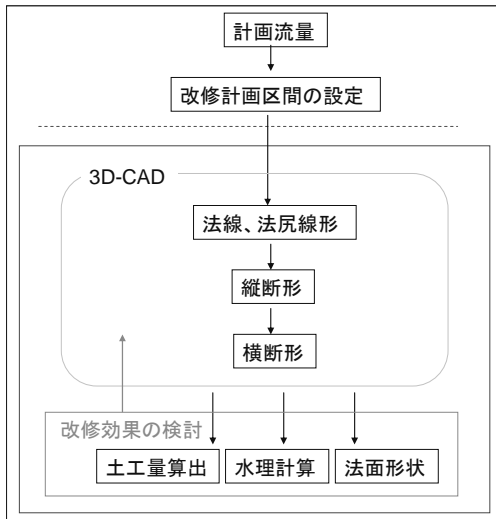 計画流量
改修計画区間の設定
3D-CAD
法線、法尻線形
縦断形
横断形
改修効果の検討
土工量算出 水理計算 法面形状